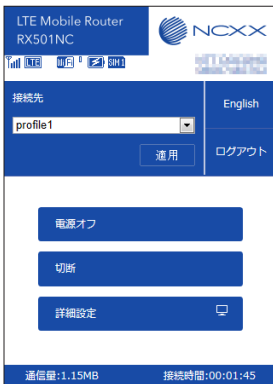 LTE Mobile Router
RX501NC
NCXX
LTE WiFi SIM1
接続先
English
profile1
適用
ログアウト
電源オフ
切断
詳細設定
通信量:1.15MB 接続時間:00:01:45